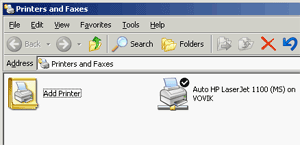 Printers and Faxes
File Edit View Favorites Tools Help
Back Search Folders
Address Printers and Faxes
Add Printer
Auto HP LaserJet 1100 (MS) on
VOVIK